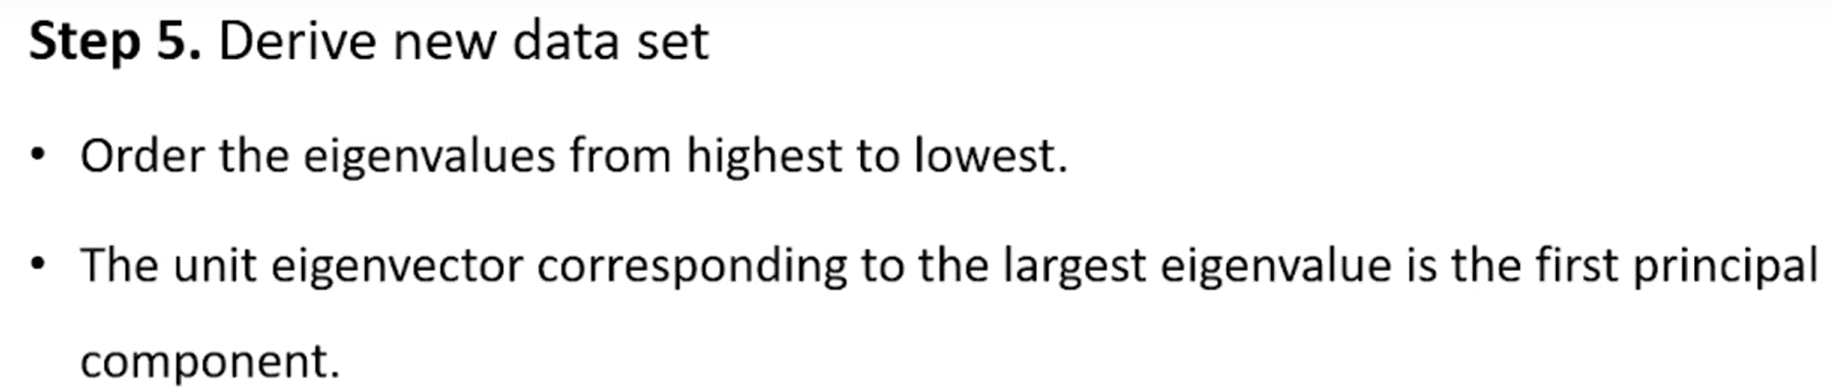 Step 5. Derive new data set
• Order the eigenvalues from highest to lowest.
• The unit eigenvector corresponding to the largest eigenvalue is the first principal
component.